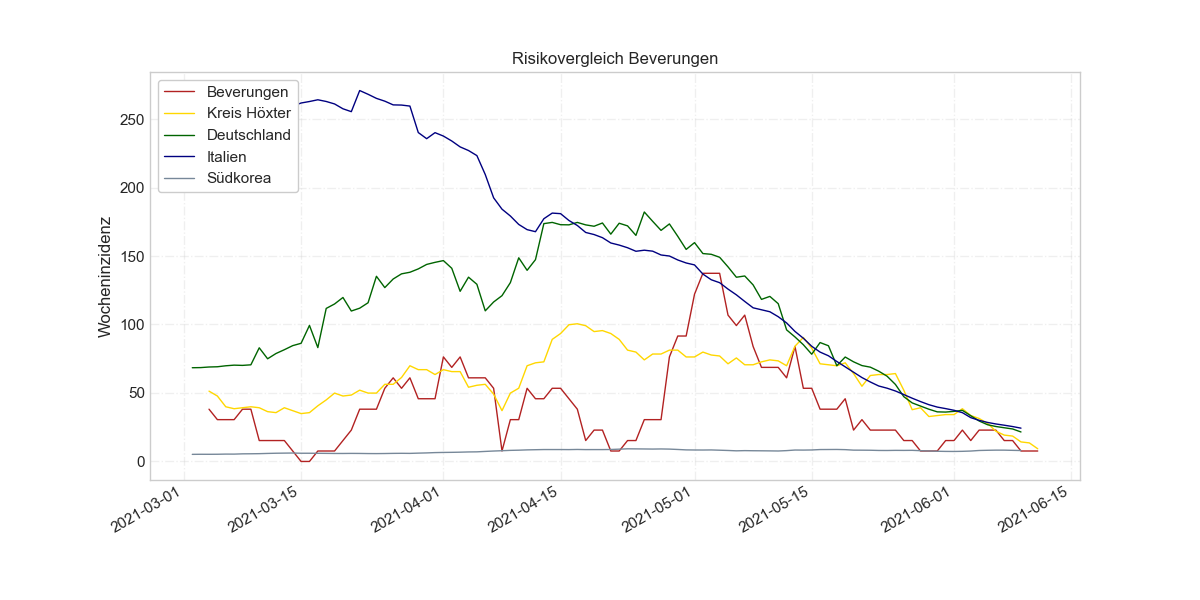 Risikovergleich Beverungen
Wocheninzidenz
250
200
150
100
50
0
Beverungen
Kreis Höxter
Deutschland
Italien
Südkorea
2021-03-01
2021-03-15
2021-04-01
2021-04-15
2021-05-01
2021-05-15
2021-06-01
2021-06-15